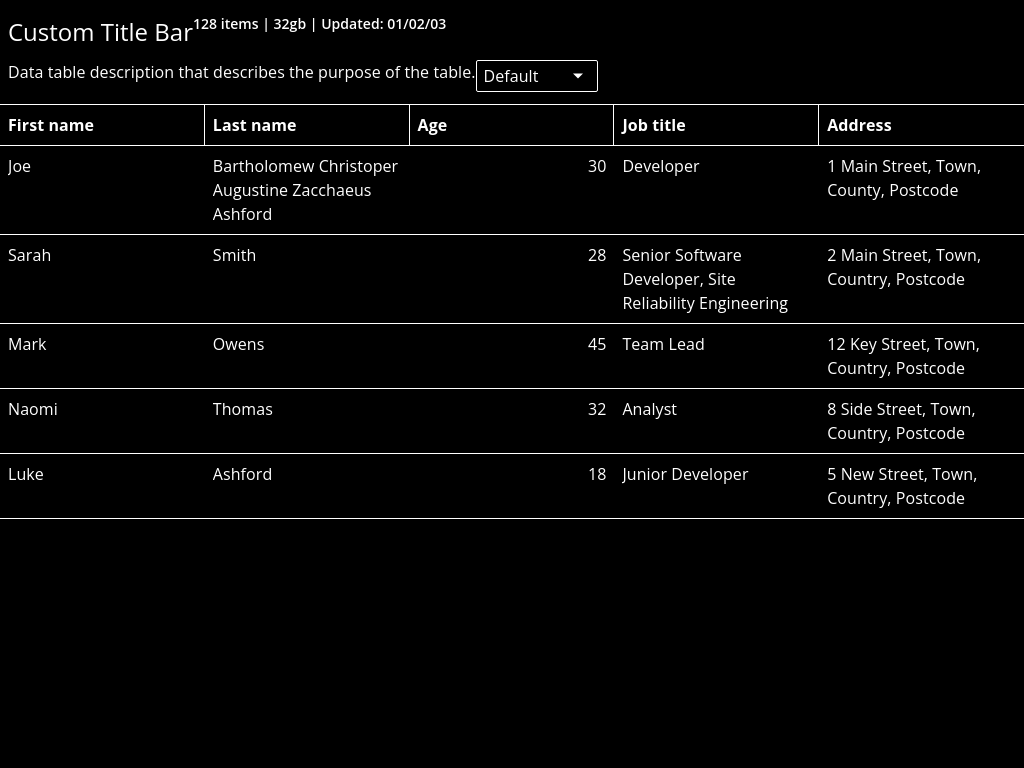 Custom Title Bar 128 items | 32gb | Updated: 01/02/03
Data table description that describes the purpose of the table. Default
First name Last name Age Job title Address
Joe Bartholomew Christoper 30 Developer 1 Main Street, Town,
Augustine Zacchaeus County, Postcode
Ashford
Sarah Smith 28 Senior Software 2 Main Street, Town,
Developer, Site Country, Postcode
Reliability Engineering
Mark Owens 45 Team Lead 12 Key Street, Town,
Country, Postcode
Naomi Thomas 32 Analyst 8 Side Street, Town,
Country, Postcode
Luke Ashford 18 Junior Developer 5 New Street, Town,
Country, Postcode